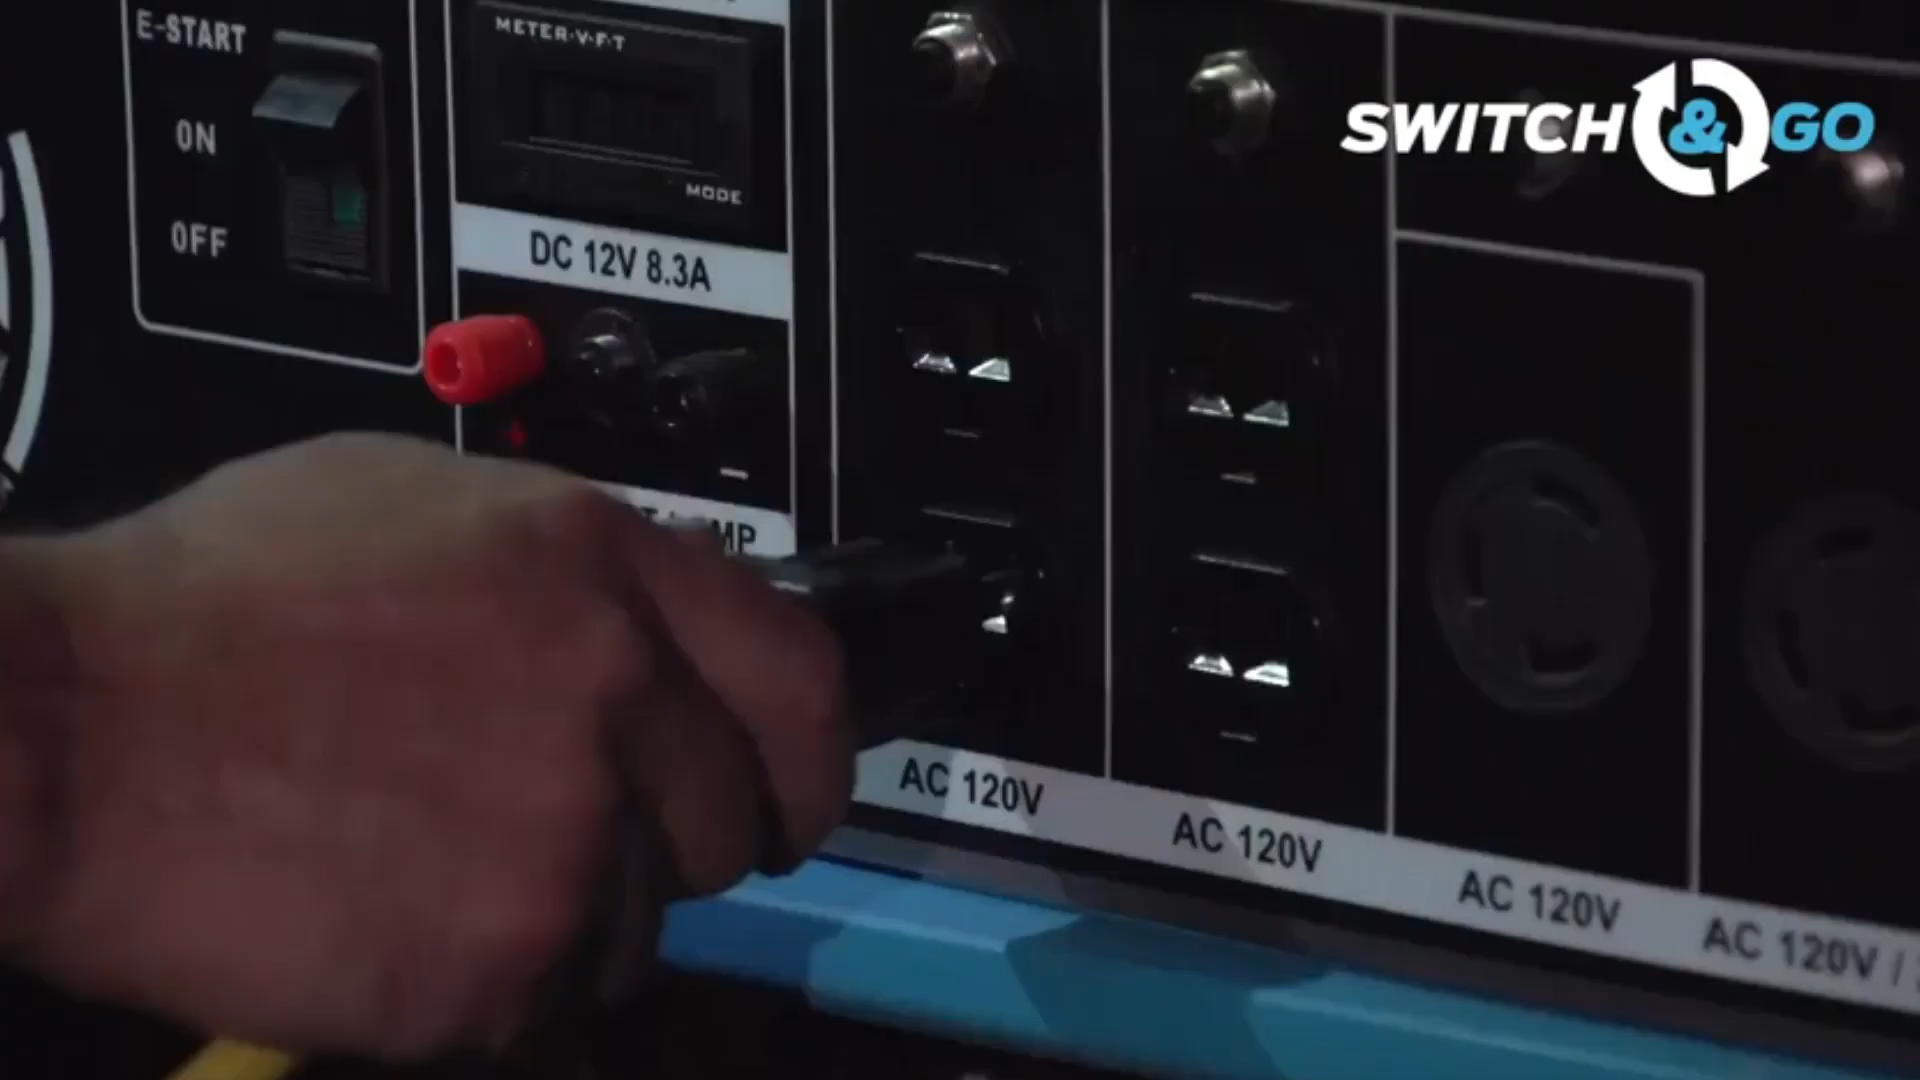 E-START
ON
OFF
METER·V·F·T
MODE
DC 12V 8.3A
SWITCH & GO
AC 120V
AC 120V
AC 120V
AC 120V /